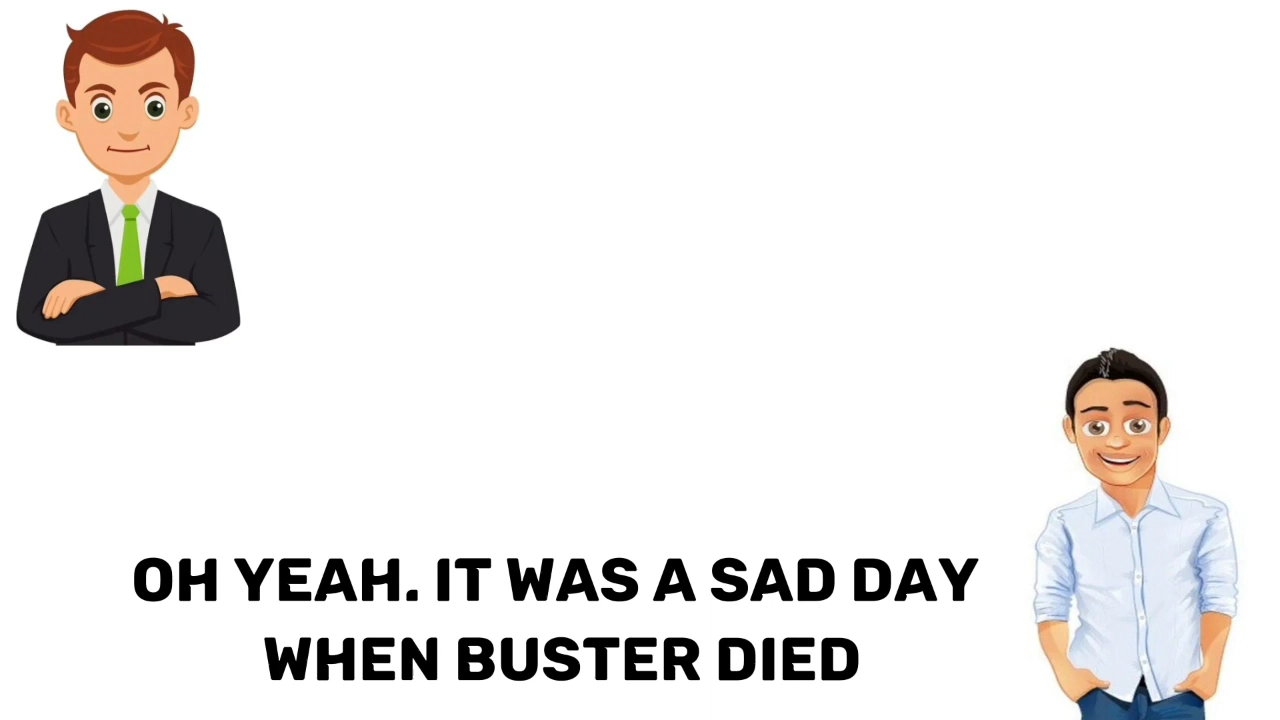 OH YEAH. IT WAS A SAD DAY
WHEN BUSTER DIED